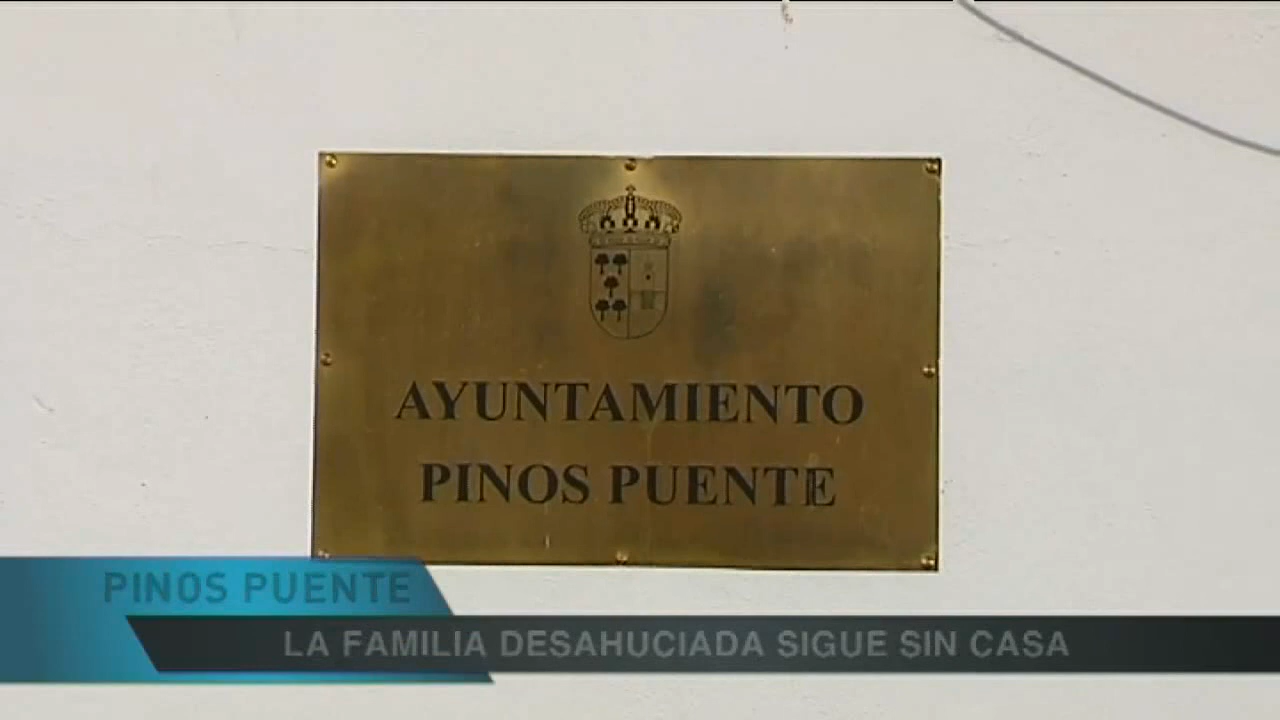 AYUNTAMIENTO
PINOS PUENTE
PINOS PUENTE
LA FAMILIA DESAHUCIADA SIGUE SIN CASA